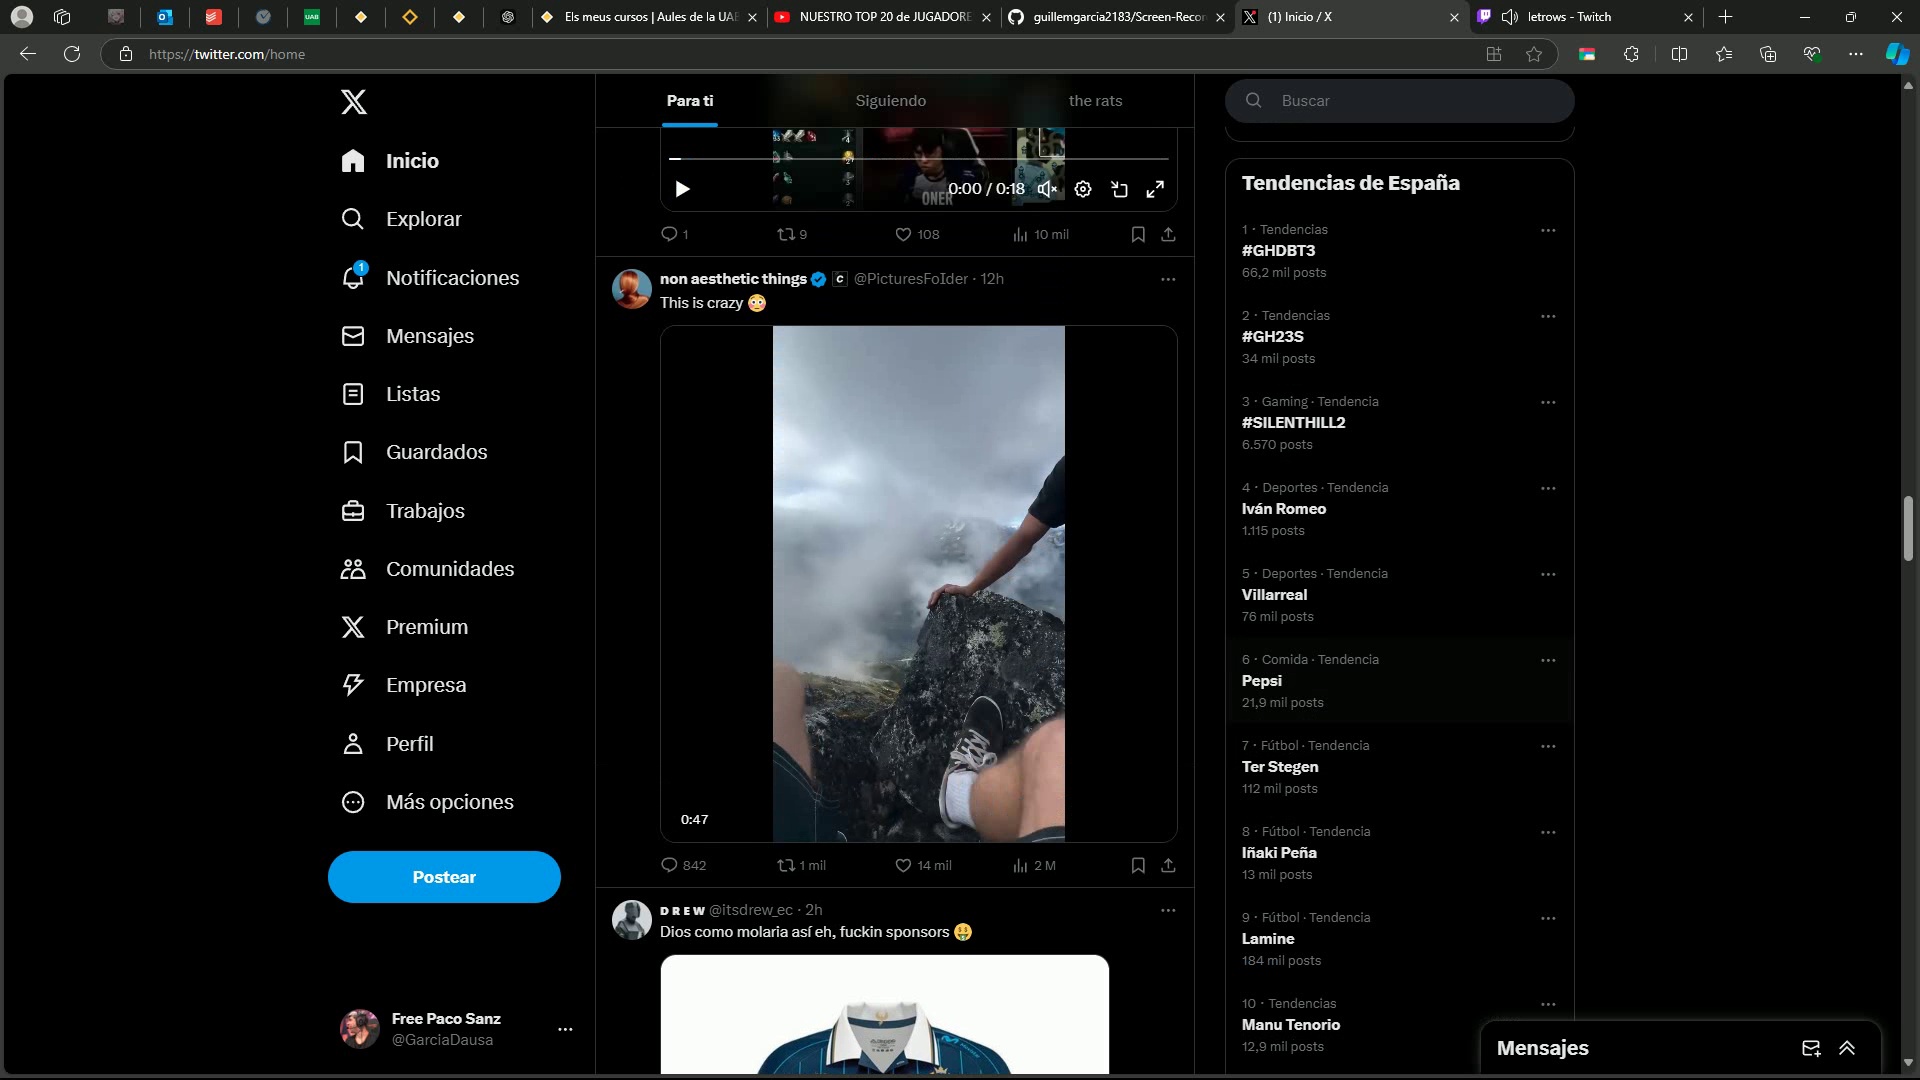 Els meus cursos | Aules de la UAB
NUESTRO TOP 20 de JUGADORE
guillemgarcia2183/Screen-Recor
(1) Inicio / X
letrows - Twitch
https://twitter.com/home
Para ti
Siguiendo
the rats
Buscar
Inicio
Explorar
1
Notificaciones
Mensajes
Listas
Guardados
Trabajos
Comunidades
Premium
Empresa
Perfil
Más opciones
Postear
Free Paco Sanz
@GarciaDausa
ONER
0:00 / 0:18
1
9
108
10 mil
non aesthetic things C @PicturesFoIder · 12h
This is crazy 😳
0:47
842
1 mil
14 mil
2 M
DREW @itsdrew_ec · 2h
Dios como molaria así eh, fuckin sponsors 🤑
Tendencias de España
1 · Tendencias
#GHDBT3
66,2 mil posts
2 · Tendencias
#GH23S
34 mil posts
3 · Gaming · Tendencia
#SILENTHILL2
6.570 posts
4 · Deportes · Tendencia
Iván Romeo
1.115 posts
5 · Deportes · Tendencia
Villarreal
76 mil posts
6 · Comida · Tendencia
Pepsi
21,9 mil posts
7 · Fútbol · Tendencia
Ter Stegen
112 mil posts
8 · Fútbol · Tendencia
Iñaki Peña
13 mil posts
9 · Fútbol · Tendencia
Lamine
184 mil posts
10 · Tendencias
Manu Tenorio
12,9 mil posts
Mensajes